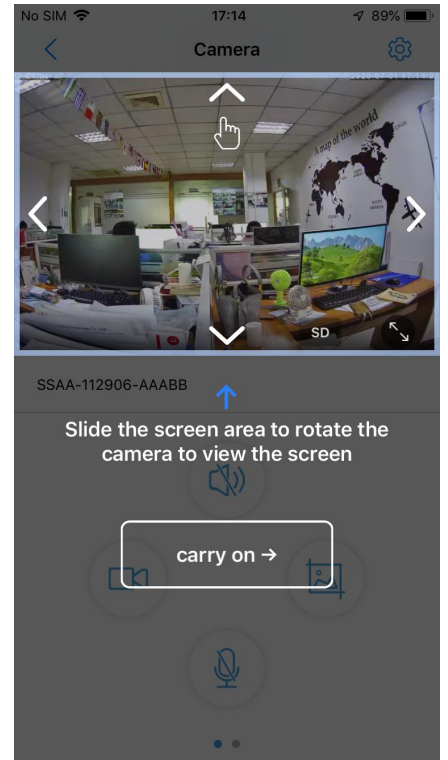 No SIM 17:14 89%
Camera
A map of the world
SD
SSAA-112906-AAABB
Slide the screen area to rotate the
camera to view the screen
carry on →